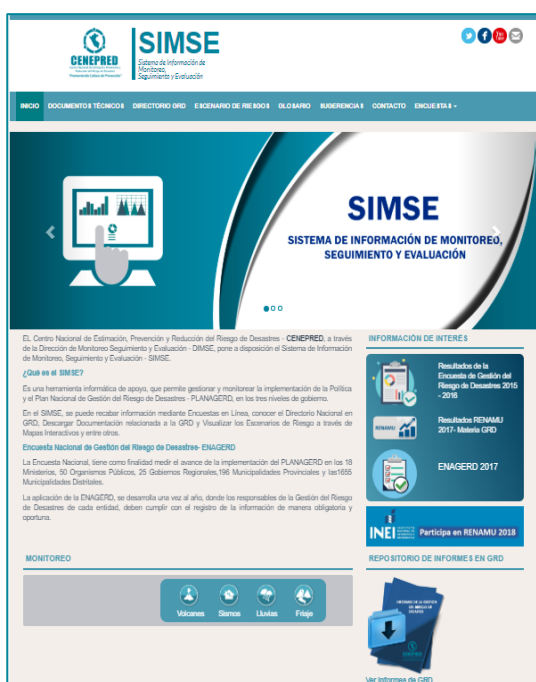 CENEPRED
SIMSE
Sistema de Información de
Monitoreo,
Seguimiento y Evaluación
INICIO DOCUMENTOS TÉCNICOS DIRECTORIO GRD ESCENARIO DE RIESGOS GLOSARIO SUGERENCIAS CONTACTO ENCUESTAS
SIMSE
SISTEMA DE INFORMACIÓN DE MONITOREO,
SEGUIMIENTO Y EVALUACIÓN
EL Centro Nacional de Estimación, Prevención y Reducción del Riesgo de Desastres - CENEPRED, a través
de la Dirección de Monitoreo Seguimiento y Evaluación - DIMSE, pone a disposición el Sistema de Información
de Monitoreo, Seguimiento y Evaluación - SIMSE.
¿Qué es el SIMSE?
Es una herramienta informática de apoyo, que permite gestionar y monitorear la implementación de la Política
y el Plan Nacional de Gestión del Riesgo de Desastres - PLANAGERD, en los tres niveles de gobierno.
En el SIMSE, se puede recabar información mediante Encuestas en Línea, conocer el Directorio Nacional en
GRD, Descargar Documentación relacionada a la GRD y Visualizar los Escenarios de Riesgo a través de
Mapas Interactivos y entre otros.
Encuesta Nacional de Gestión del Riesgo de Desastres- ENAGERD
La Encuesta Nacional, tiene como finalidad medir el avance de la implementación del PLANAGERD en los 18
Ministerios, 50 Organismos Públicos, 25 Gobiernos Regionales,196 Municipalidades Provinciales y las1655
Municipalidades Distritales.
La aplicación de la ENAGERD, se desarrolla una vez al año, donde los responsables de la Gestión del Riesgo
de Desastres de cada entidad, deben cumplir con el registro de la información de manera obligatoria y
oportuna.
INFORMACIÓN DE INTERÉS
Resultados de la
Encuesta de Gestión del
Riesgo de Desastres 2015
- 2016
RENAMU
Resultados RENAMU
2017- Materia GRD
ENAGERD 2017
INEI
Participa en RENAMU 2018
MONITOREO
Volcanes Sismos Lluvias Friaje
REPOSITORIO DE INFORMES EN GRD
Ver informes de GRD